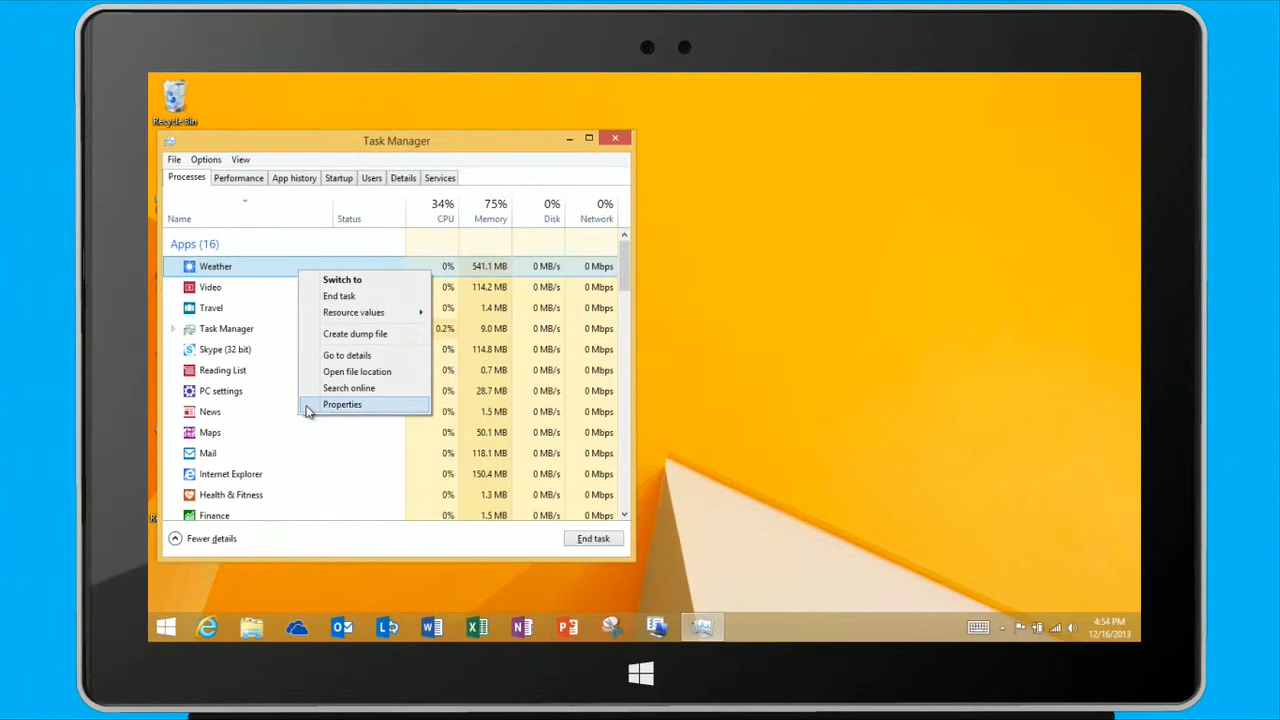 Recycle Bin
Task Manager
File Options View
Processes Performance App history Startup Users Details Services
34% 75% 0% 0%
Name Status CPU Memory Disk Network
Apps (16)
Weather 0% 541.1 MB 0 MB/s 0 Mbps
Video 0% 114.2 MB 0 MB/s 0 Mbps
Travel 0% 1.4 MB 0 MB/s 0 Mbps
Task Manager 0.2% 9.0 MB 0 MB/s 0 Mbps
Skype (32 bit) 0% 114.8 MB 0 MB/s 0 Mbps
Reading List 0% 0.7 MB 0 MB/s 0 Mbps
PC settings 0% 28.7 MB 0 MB/s 0 Mbps
News 0% 1.5 MB 0 MB/s 0 Mbps
Maps 0% 50.1 MB 0 MB/s 0 Mbps
Mail 0% 118.1 MB 0 MB/s 0 Mbps
Internet Explorer 0% 150.4 MB 0 MB/s 0 Mbps
Health & Fitness 0% 1.3 MB 0 MB/s 0 Mbps
Finance 0% 1.5 MB 0 MB/s 0 Mbps
Switch to
End task
Resource values
Create dump file
Go to details
Open file location
Search online
Properties
Fewer details End task
4:54 PM
12/16/2013